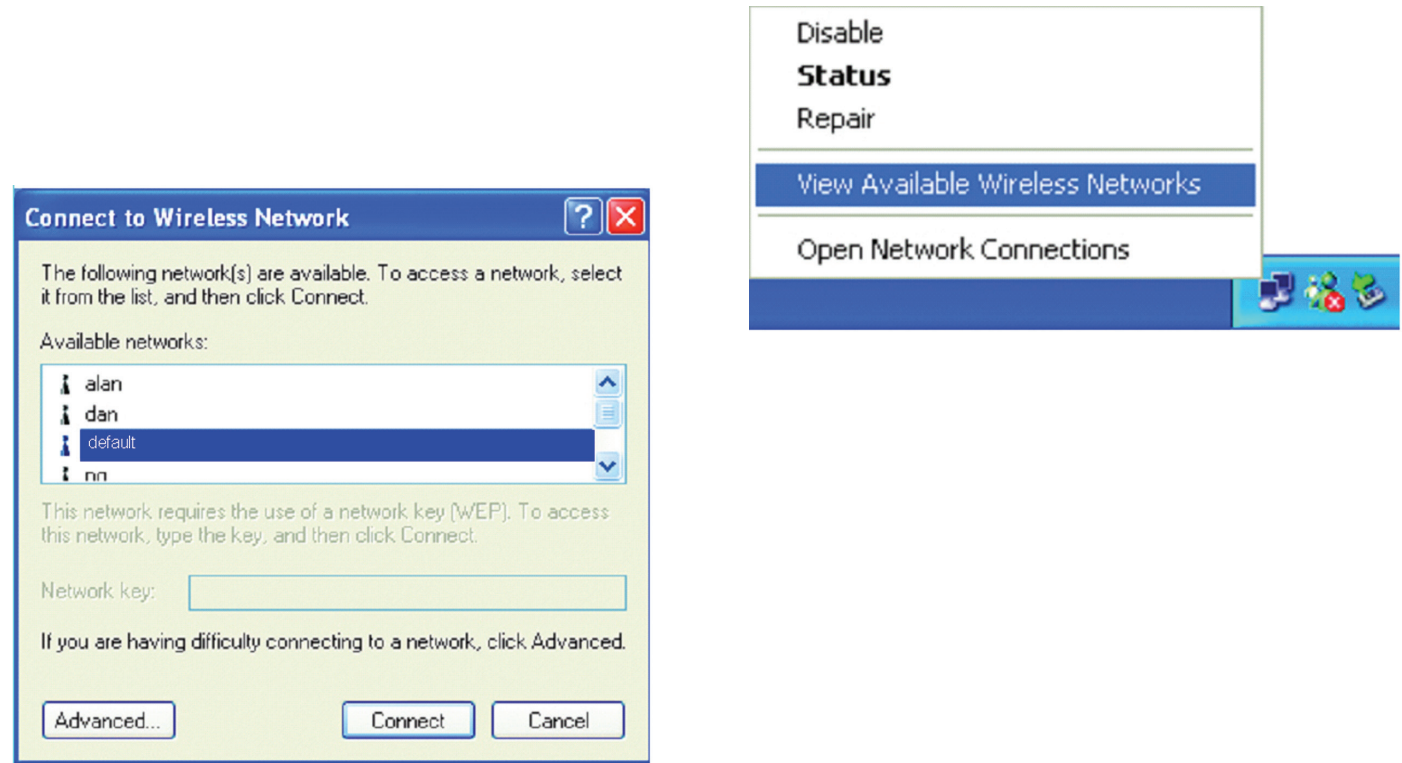 Disable
Status
Repair
View Available Wireless Networks
Open Network Connections
Connect to Wireless Network
The following network(s) are available. To access a network, select
it from the list, and then click Connect.
Available networks:
alan
dan
default
This network requires the use of a network key (WEP). To access
this network, type the key, and then click Connect.
Network key:
If you are having difficulty connecting to a network, click Advanced.
Advanced...
Connect
Cancel